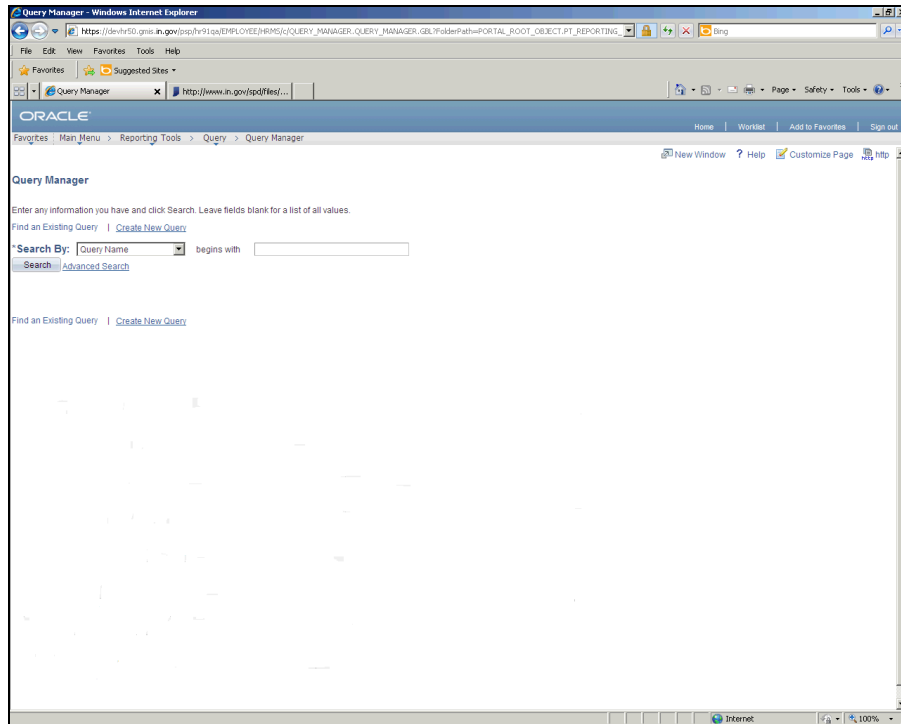 Query Manager - Windows Internet Explorer
https://devhr50.gmis.in.gov/psp/hr91qa/EMPLOYEE/HRMS/c/QUERY_MANAGER.QUERY_MANAGER.GBL?FolderPath=PORTAL_ROOT_OBJECT.PT_REPORTING_ Bing
File Edit View Favorites Tools Help
Favorites Suggested Sites
Query Manager http://www.in.gov/spd/files/... Page Safety Tools
ORACLE
Home | Worklist | Add to Favorites | Sign out
Favorites Main Menu > Reporting Tools > Query > Query Manager
New Window ? Help Customize Page http
Query Manager
Enter any information you have and click Search. Leave fields blank for a list of all values.
Find an Existing Query | Create New Query
*Search By: Query Name begins with
Search Advanced Search
Find an Existing Query | Create New Query
Internet 100%